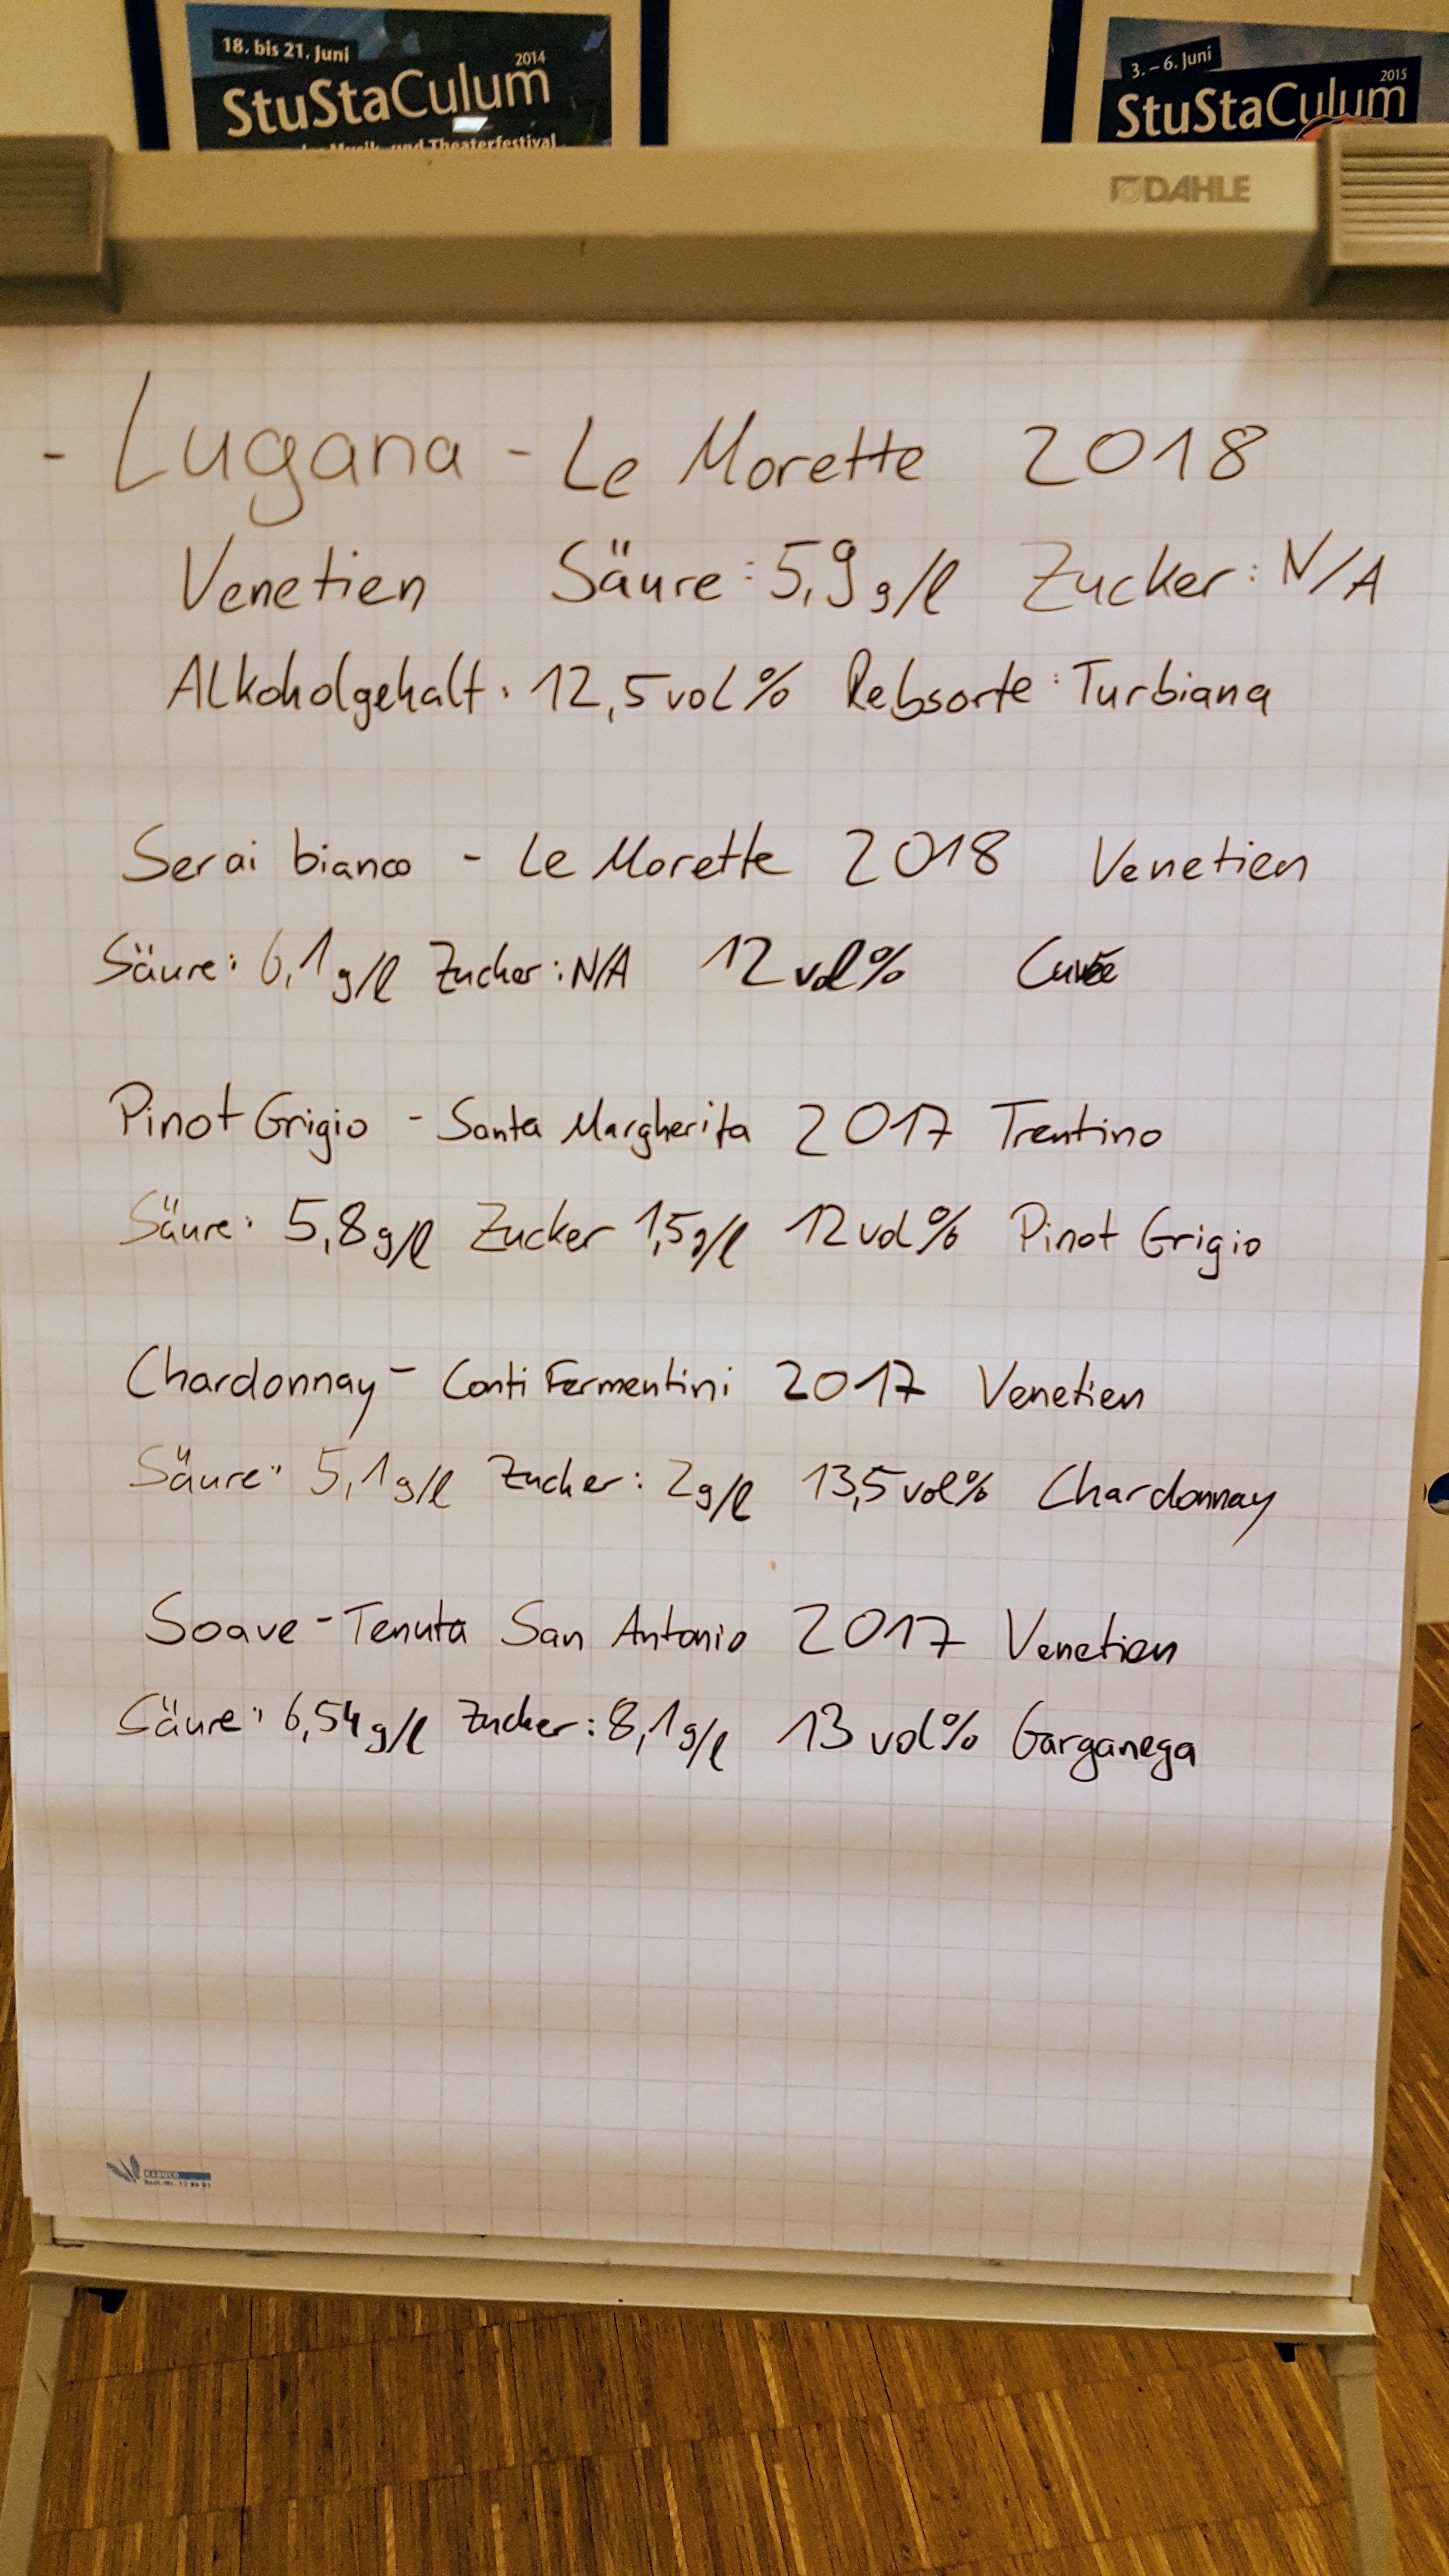 18. bis 21. Juni
2014
StuStaCulum
Musik- und Theaterfestival
3. – 6. Juni
2015
StuStaCulum
DAHLE
- Lugana - Le Morette 2018
Venetien Säure: 5,9 g/l Zucker: N/A
Alkoholgehalt: 12,5 vol% Rebsorte: Turbiana
Serai bianco - Le Morette 2018 Venetien
Säure: 6,1 g/l Zucker: N/A 12 vol% Cuvée
Pinot Grigio - Santa Margherita 2017 Trentino
Säure: 5,8 g/l Zucker 1,5 g/l 12 vol% Pinot Grigio
Chardonnay - Conti Formentini 2017 Venetien
Säure: 5,1 g/l Zucker: 2 g/l 13,5 vol% Chardonnay
Soave - Tenuta San Antonio 2017 Venetien
Säure: 6,54 g/l Zucker: 8,1 g/l 13 vol% Garganega